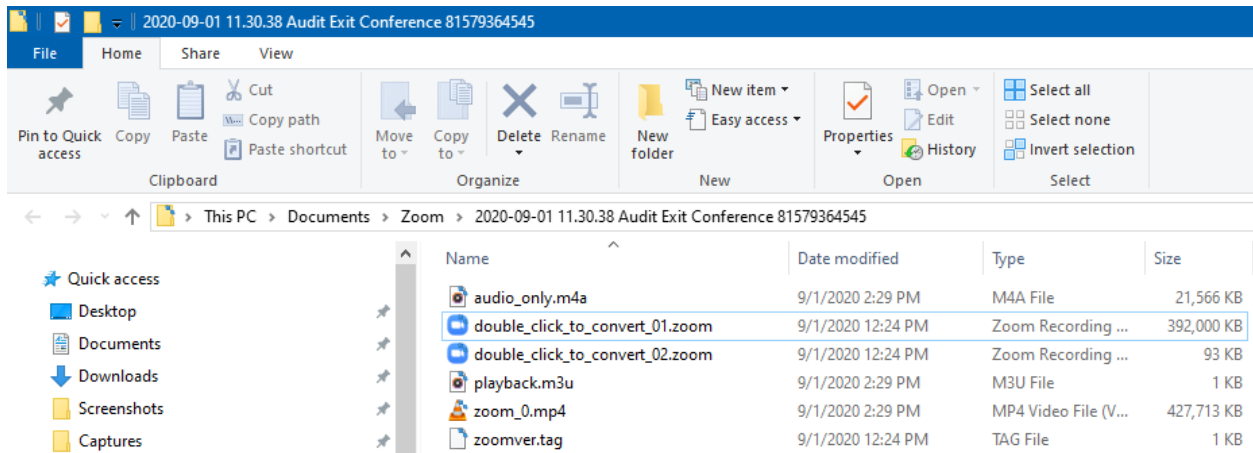 2020-09-01 11.30.38 Audit Exit Conference 81579364545
File Home Share View
Pin to Quick access Copy Paste Cut Copy path Paste shortcut
Clipboard
Move to Copy to Delete Rename
Organize
New folder New item Easy access
New
Properties Open Edit History
Open
Select all Select none Invert selection
Select
This PC > Documents > Zoom > 2020-09-01 11.30.38 Audit Exit Conference 81579364545
Quick access
Desktop
Documents
Downloads
Screenshots
Captures
Name Date modified Type Size
audio_only.m4a 9/1/2020 2:29 PM M4A File 21,566 KB
double_click_to_convert_01.zoom 9/1/2020 12:24 PM Zoom Recording ... 392,000 KB
double_click_to_convert_02.zoom 9/1/2020 12:24 PM Zoom Recording ... 93 KB
playback.m3u 9/1/2020 2:29 PM M3U File 1 KB
zoom_0.mp4 9/1/2020 2:29 PM MP4 Video File (V... 427,713 KB
zoomver.tag 9/1/2020 12:24 PM TAG File 1 KB